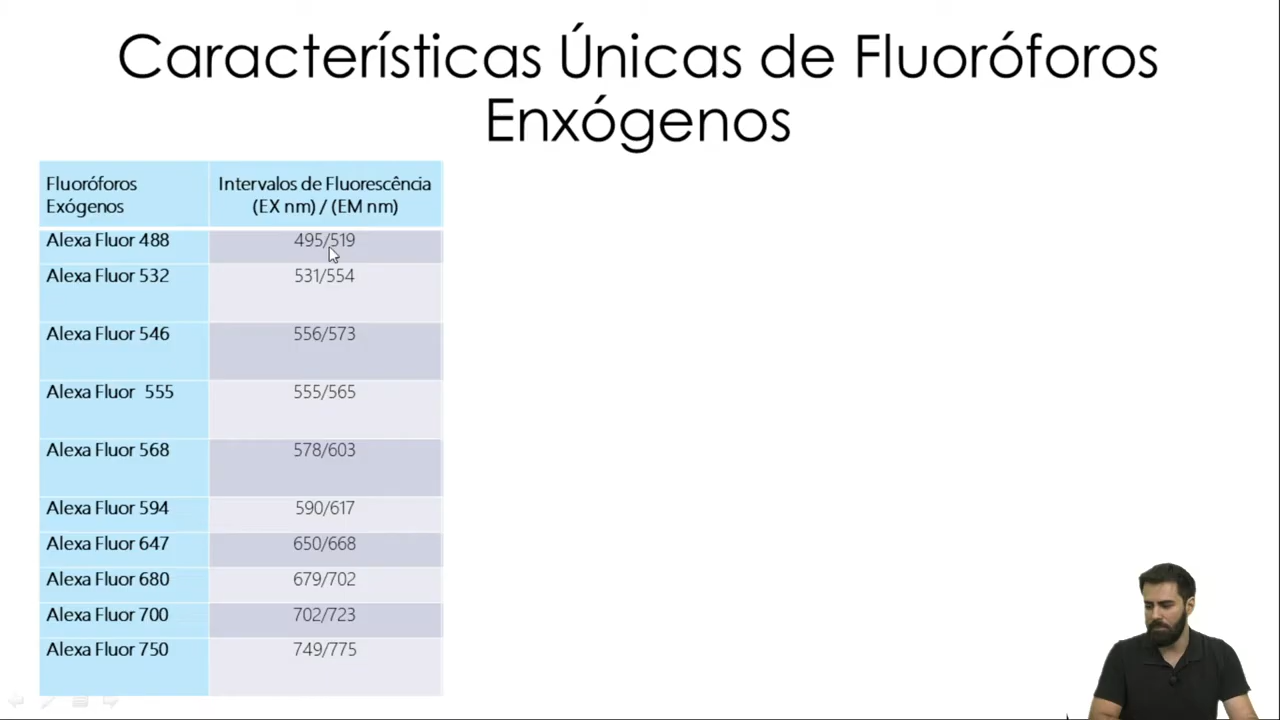 Características Únicas de Fluoróforos
Enxógenos
Fluoróforos
Exógenos
Intervalos de Fluorescência
(EX nm) / (EM nm)
Alexa Fluor 488 495/519
Alexa Fluor 532 531/554
Alexa Fluor 546 556/573
Alexa Fluor 555 555/565
Alexa Fluor 568 578/603
Alexa Fluor 594 590/617
Alexa Fluor 647 650/668
Alexa Fluor 680 679/702
Alexa Fluor 700 702/723
Alexa Fluor 750 749/775